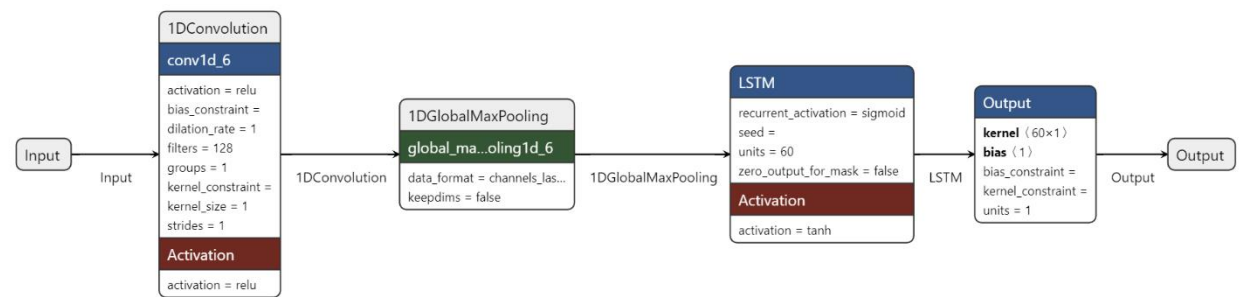 Input
Input
1DConvolution
conv1d_6
activation = relu
bias_constraint =
dilation_rate = 1
filters = 128
groups = 1
kernel_constraint =
kernel_size = 1
strides = 1
Activation
activation = relu
1DConvolution
1DGlobalMaxPooling
global_ma...oling1d_6
data_format = channels_las...
keepdims = false
1DGlobalMaxPooling
LSTM
recurrent_activation = sigmoid
seed =
units = 60
zero_output_for_mask = false
Activation
activation = tanh
LSTM
Output
kernel (60×1)
bias (1)
bias_constraint =
kernel_constraint =
units = 1
Output
Output